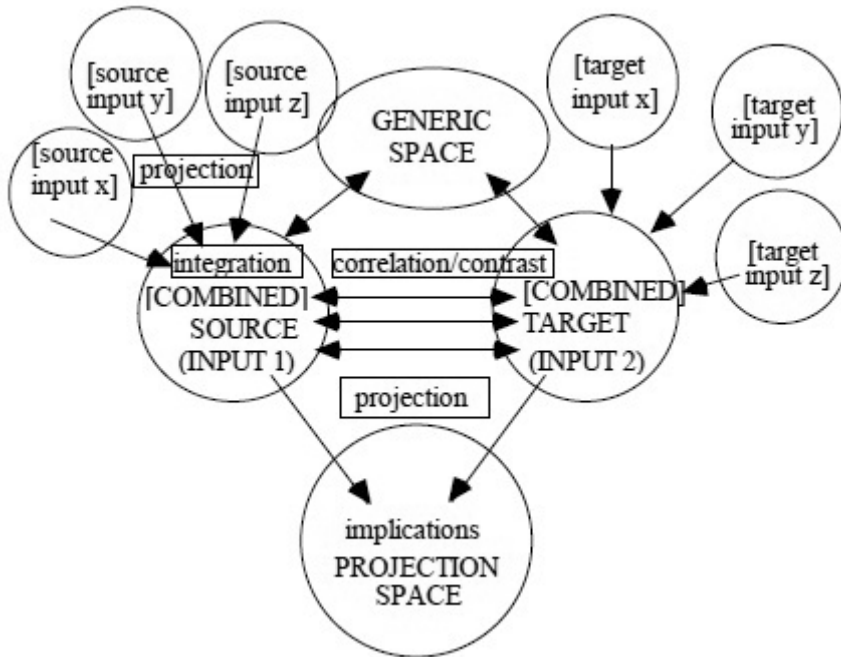 [source
input y]
[source
input z]
[source
input x]
projection
GENERIC
SPACE
[target
input x]
[target
input y]
[target
input z]
integration
correlation/contrast
[COMBINED]
SOURCE
(INPUT 1)
[COMBINED]
TARGET
(INPUT 2)
projection
implications
PROJECTION
SPACE